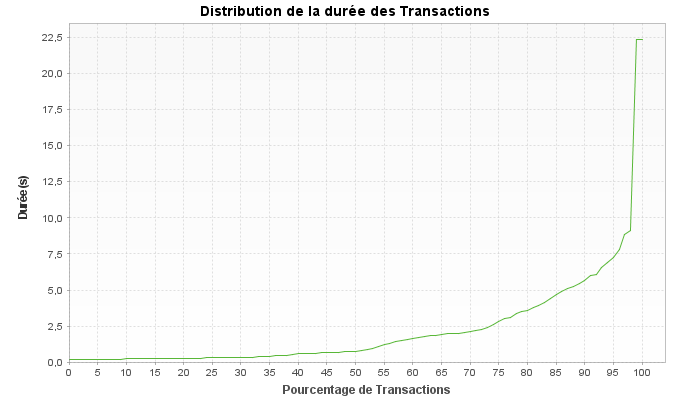 Distribution de la durée des Transactions
22,5
20,0
17,5
15,0
12,5
10,0
7,5
5,0
2,5
0,0
Durée(s)
0 5 10 15 20 25 30 35 40 45 50 55 60 65 70 75 80 85 90 95 100
Pourcentage de Transactions